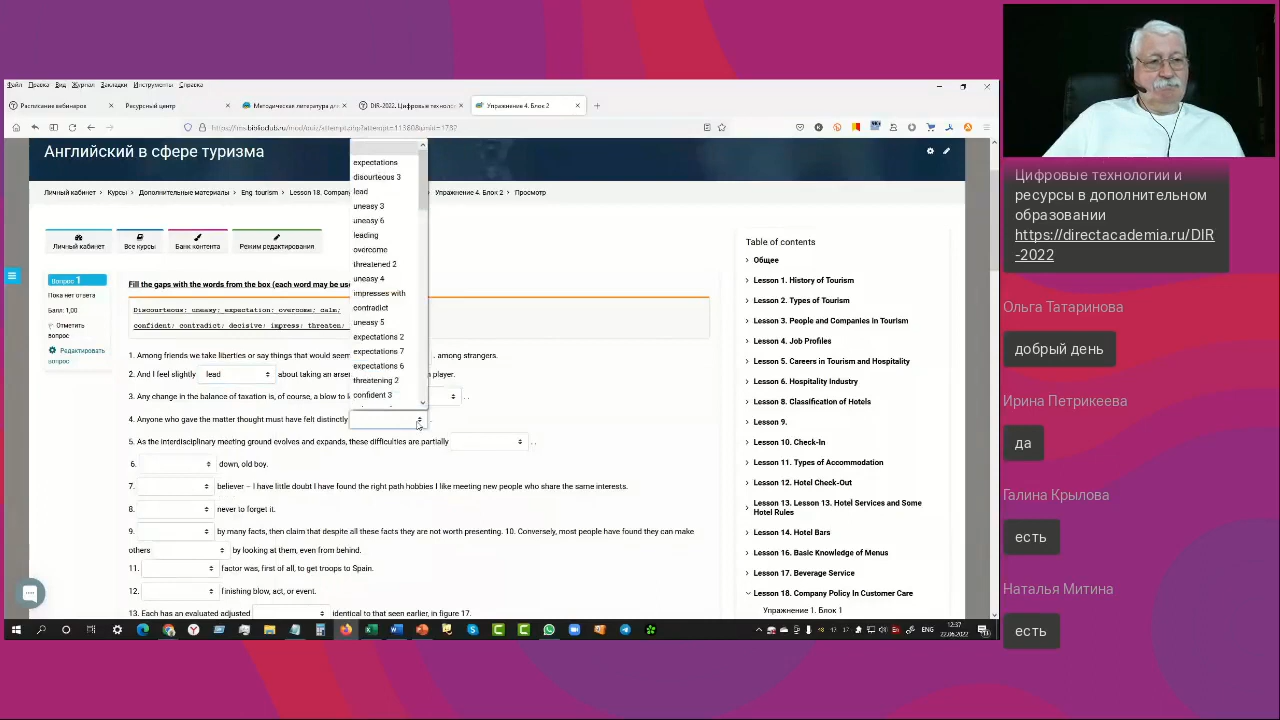 Файл Правка Вид Журнал Закладки Инструменты Справка
Расписание вебинаров
Ресурсный центр
Методическая литература дл
DIR-2022. Цифровые технолог
Упражнение 4. Блок 2
Английский в сфере туризма
Личный кабинет > Курсы > Дополнительные материалы > Eng tourism > Lesson 18. Compan
Упражнение 4. Блок 2 > Просмотр
Личный кабинет
Все курсы
Банк контента
Режим редактирования
Вопрос 1
Пока нет ответа
Балл: 1,00
Отметить
вопрос
Редактировать
вопрос
Fill the gaps with the words from the box (each word may be use
Discourteous; uneasy; expectation; overcome; calm;
confident; contradict; decisive; impress; threaten;
1. Among friends we take liberties or say things that would seem
. among strangers.
2. And I feel slightly lead about taking an arsen
player.
3. Any change in the balance of taxation is, of course, a blow to
. .
4. Anyone who gave the matter thought must have felt distinctly
5. As the interdisciplinary meeting ground evolves and expands, these difficulties are partially
. .
6. down, old boy.
7. believer – I have little doubt I have found the right path hobbies I like meeting new people who share the same interests.
8. never to forget it.
9. by many facts, then claim that despite all these facts they are not worth presenting. 10. Conversely, most people have found they can make
others by looking at them, even from behind.
11. factor was, first of all, to get troops to Spain.
12. finishing blow, act, or event.
13. Each has an evaluated adjusted identical to that seen earlier, in figure 17.
expectations
disourteous 3
lead
uneasy 3
uneasy 6
leading
overcome
threatened 2
uneasy 4
impresses with
contradict
uneasy 5
expectations 2
expectations 7
expectations 6
threatening 2
confident 3
Table of contents
Общее
Lesson 1. History of Tourism
Lesson 2. Types of Tourism
Lesson 3. People and Companies in Tourism
Lesson 4. Job Profiles
Lesson 5. Careers in Tourism and Hospitality
Lesson 6. Hospitality Industry
Lesson 8. Classification of Hotels
Lesson 9.
Lesson 10. Check-In
Lesson 11. Types of Accommodation
Lesson 12. Hotel Check-Out
Lesson 13. Lesson 13. Hotel Services and Some
Hotel Rules
Lesson 14. Hotel Bars
Lesson 16. Basic Knowledge of Menus
Lesson 17. Beverage Service
Lesson 18. Company Policy In Customer Care
Упражнение 1. Блок 1
ENG
12:37
22.06.2022
Цифровые технологии и
ресурсы в дополнительном
образовании
https://directacademia.ru/DIR
-2022
Ольга Татаринова
добрый день
Ирина Петрикеева
да
Галина Крылова
есть
Наталья Митина
есть